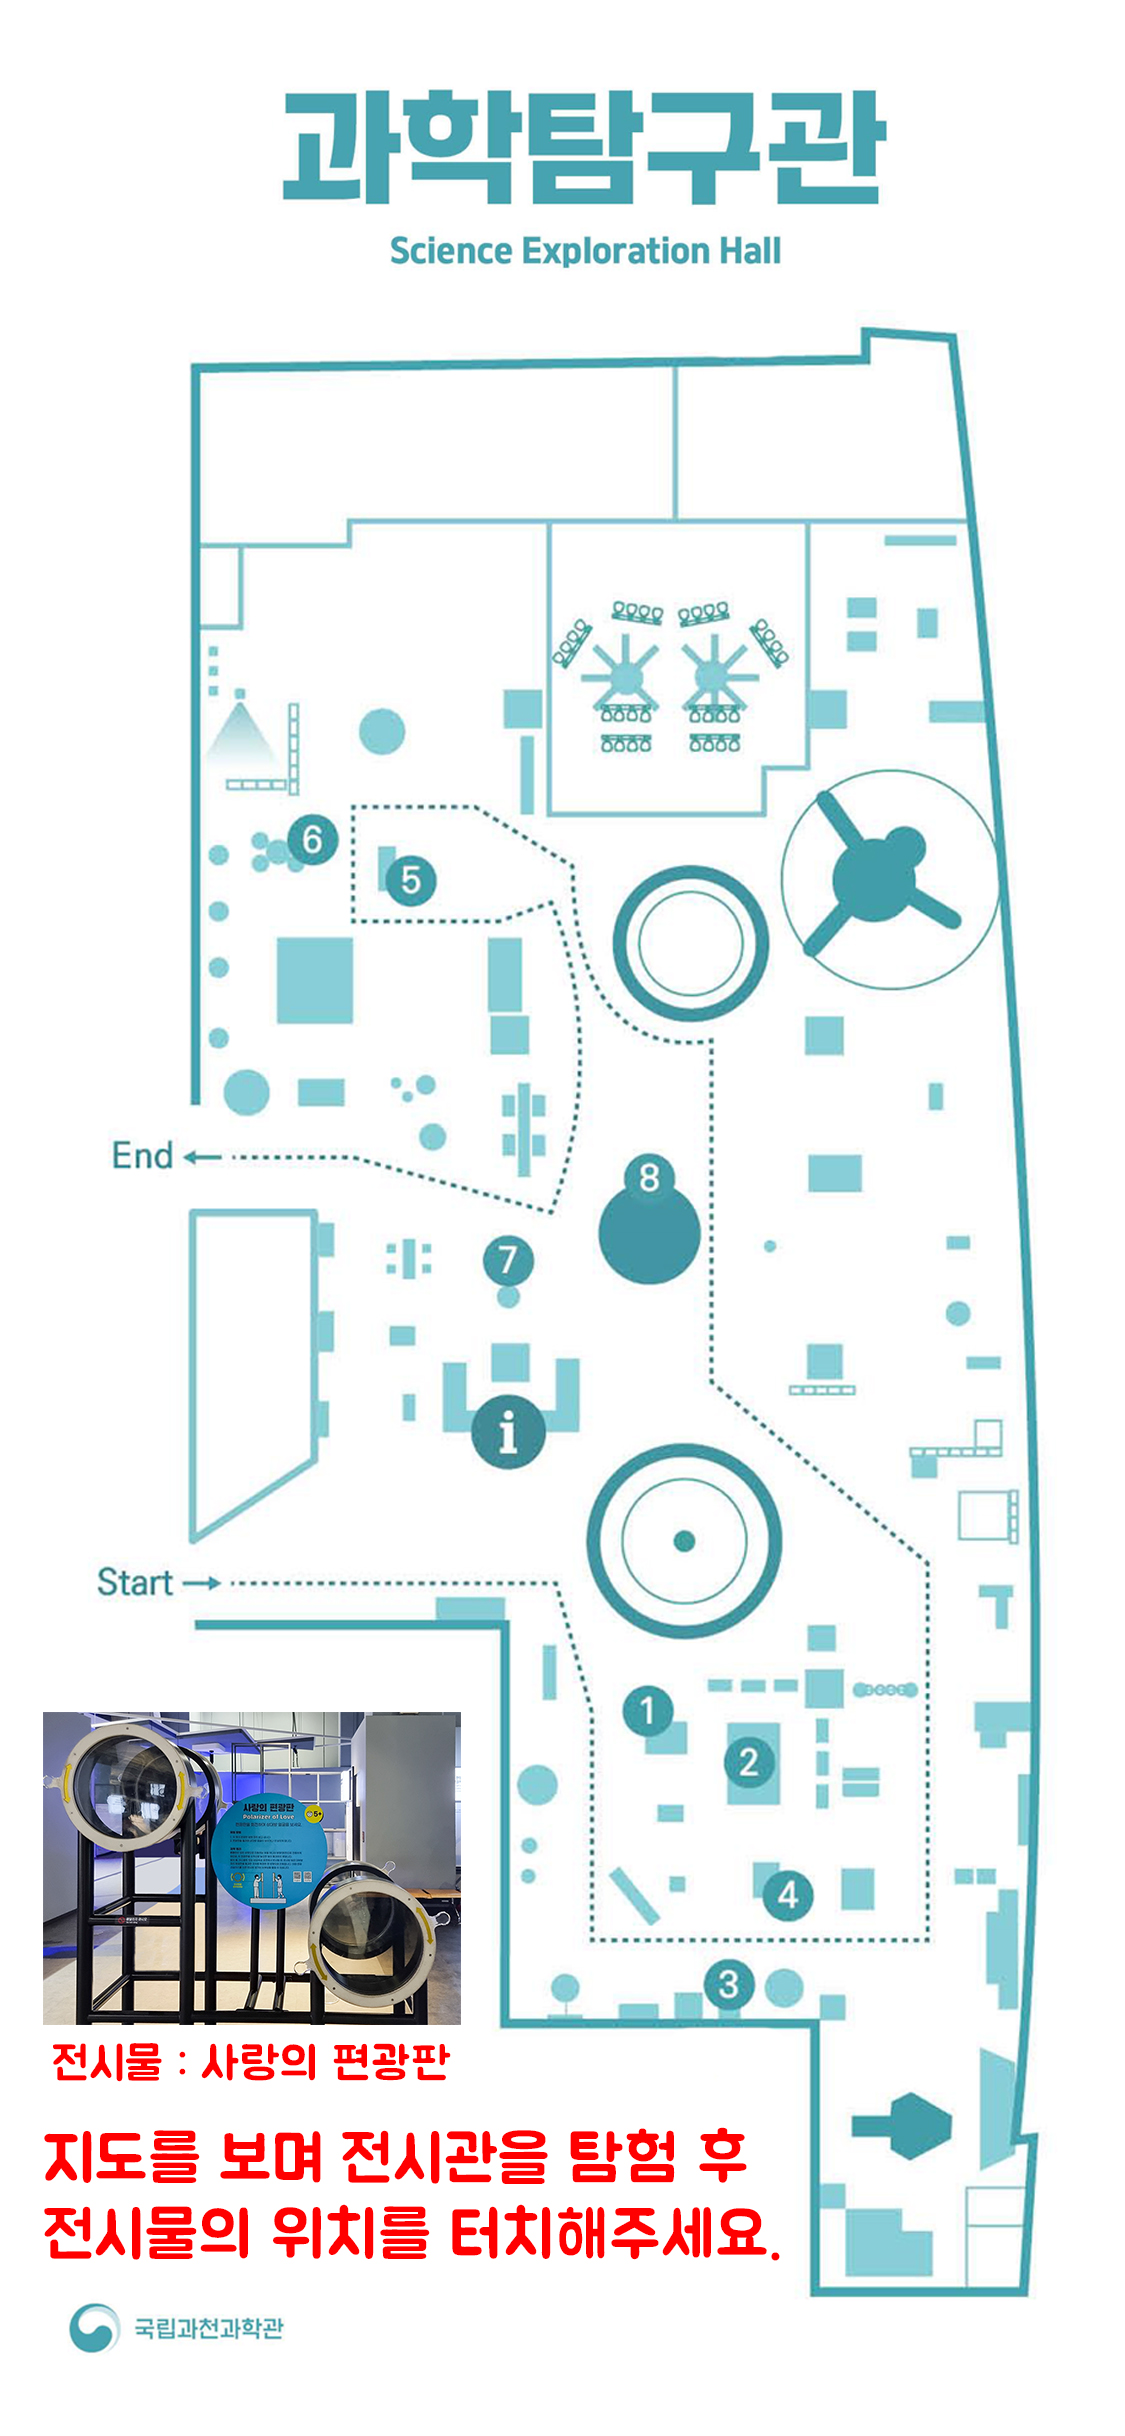 과학탐구관
Science Exploration Hall
6
5
End
8
7
i
Start
1
2
4
3
사랑의 편광판
Polarizer of Love
5+
전시물 : 사랑의 편광판
지도를 보며 전시관을 탐험 후
전시물의 위치를 터치해주세요.
국립과천과학관